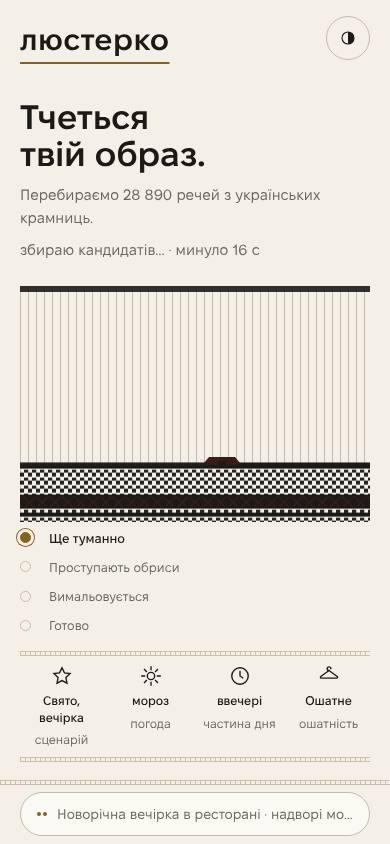 люстерко
Тчеться
твій образ.
Перебираємо 28 890 речей з українських
крамниць.
збираю кандидатів… · минуло 16 с
Ще туманно
Проступають обриси
Вимальовується
Готово
Свято, вечірка
сценарій
мороз
погода
ввечері
частина дня
Ошатне
ошатність
Новорічна вечірка в ресторані · надворі мо…